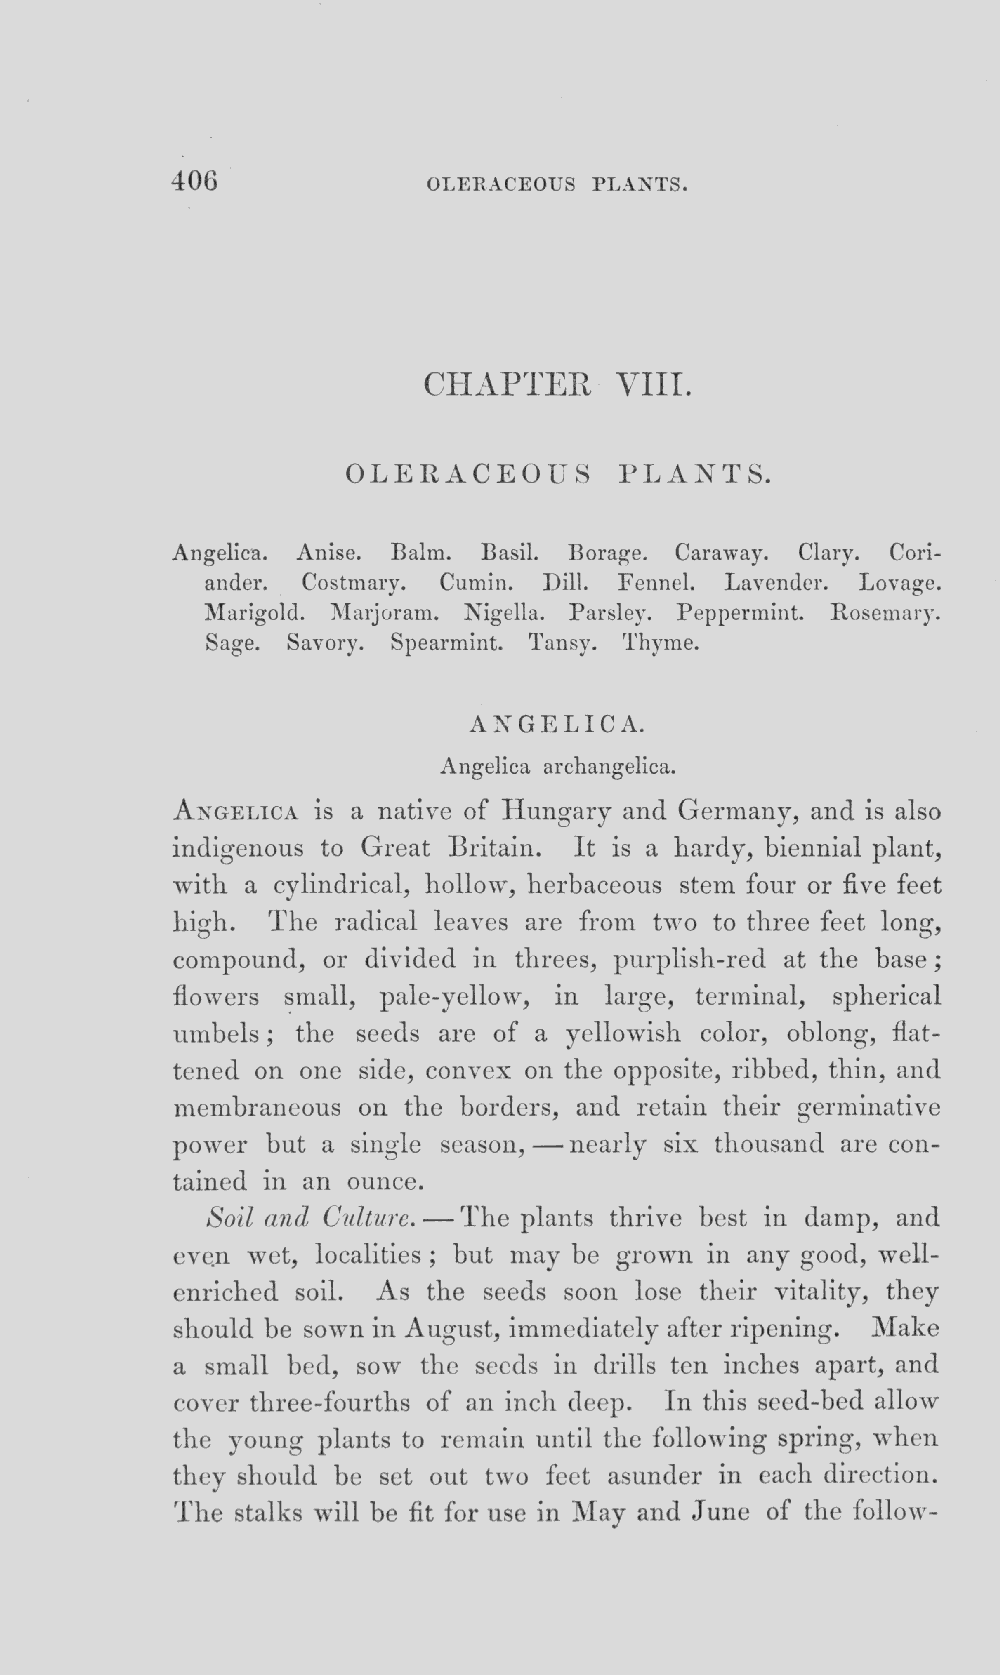 406 OLERACEOUS PLANTS.
CHAPTER VIII.
OLERACEOUS PLANTS.
Angelica. Anise. Balm. Basil. Borage. Caraway. Clary. Cori-
ander. Costmary. Cumin. Dill. Fennel. Lavender. Lovage.
Marigold. Marjoram. Nigella. Parsley. Peppermint. Rosemary.
Sage. Savory. Spearmint. Tansy. Thyme.
ANGELICA.
Angelica archangelica.
ANGELICA is a native of Hungary and Germany, and is also
indigenous to Great Britain. It is a hardy, biennial plant,
with a cylindrical, hollow, herbaceous stem four or five feet
high. The radical leaves are from two to three feet long,
compound, or divided in threes, purplish-red at the base;
flowers small, pale-yellow, in large, terminal, spherical
umbels; the seeds are of a yellowish color, oblong, flat-
tened on one side, convex on the opposite, ribbed, thin, and
membraneous on the borders, and retain their germinative
power but a single season, — nearly six thousand are con-
tained in an ounce.
Soil and Culture. — The plants thrive best in damp, and
even wet, localities; but may be grown in any good, well-
enriched soil. As the seeds soon lose their vitality, they
should be sown in August, immediately after ripening. Make
a small bed, sow the seeds in drills ten inches apart, and
cover three-fourths of an inch deep. In this seed-bed allow
the young plants to remain until the following spring, when
they should be set out two feet asunder in each direction.
The stalks will be fit for use in May and June of the follow-